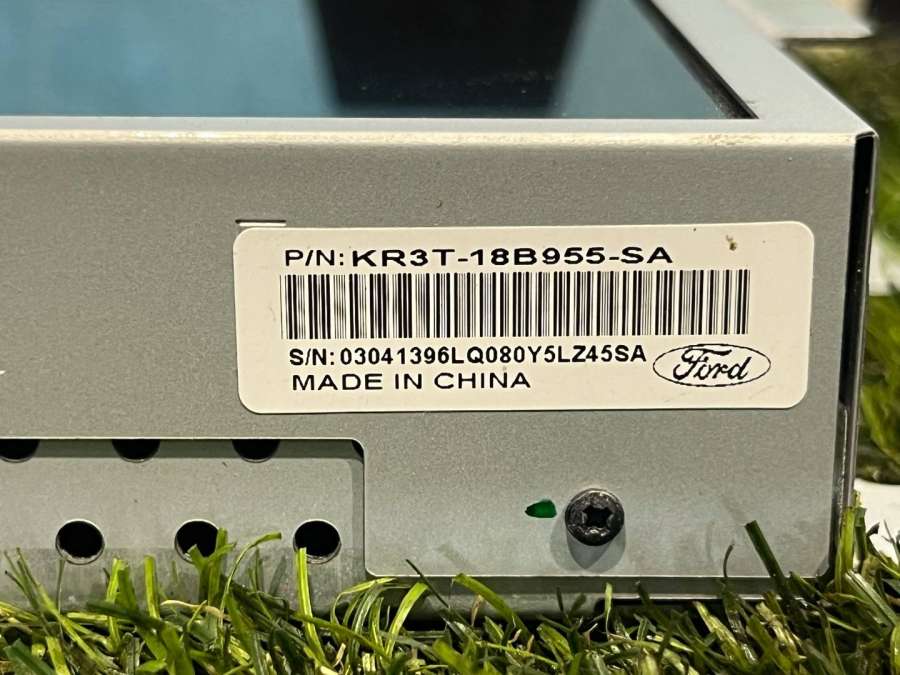 P/N: KR3T-18B955-SA
S/N: 03041396LQ080Y5LZ45SA
Ford
MADE IN CHINA